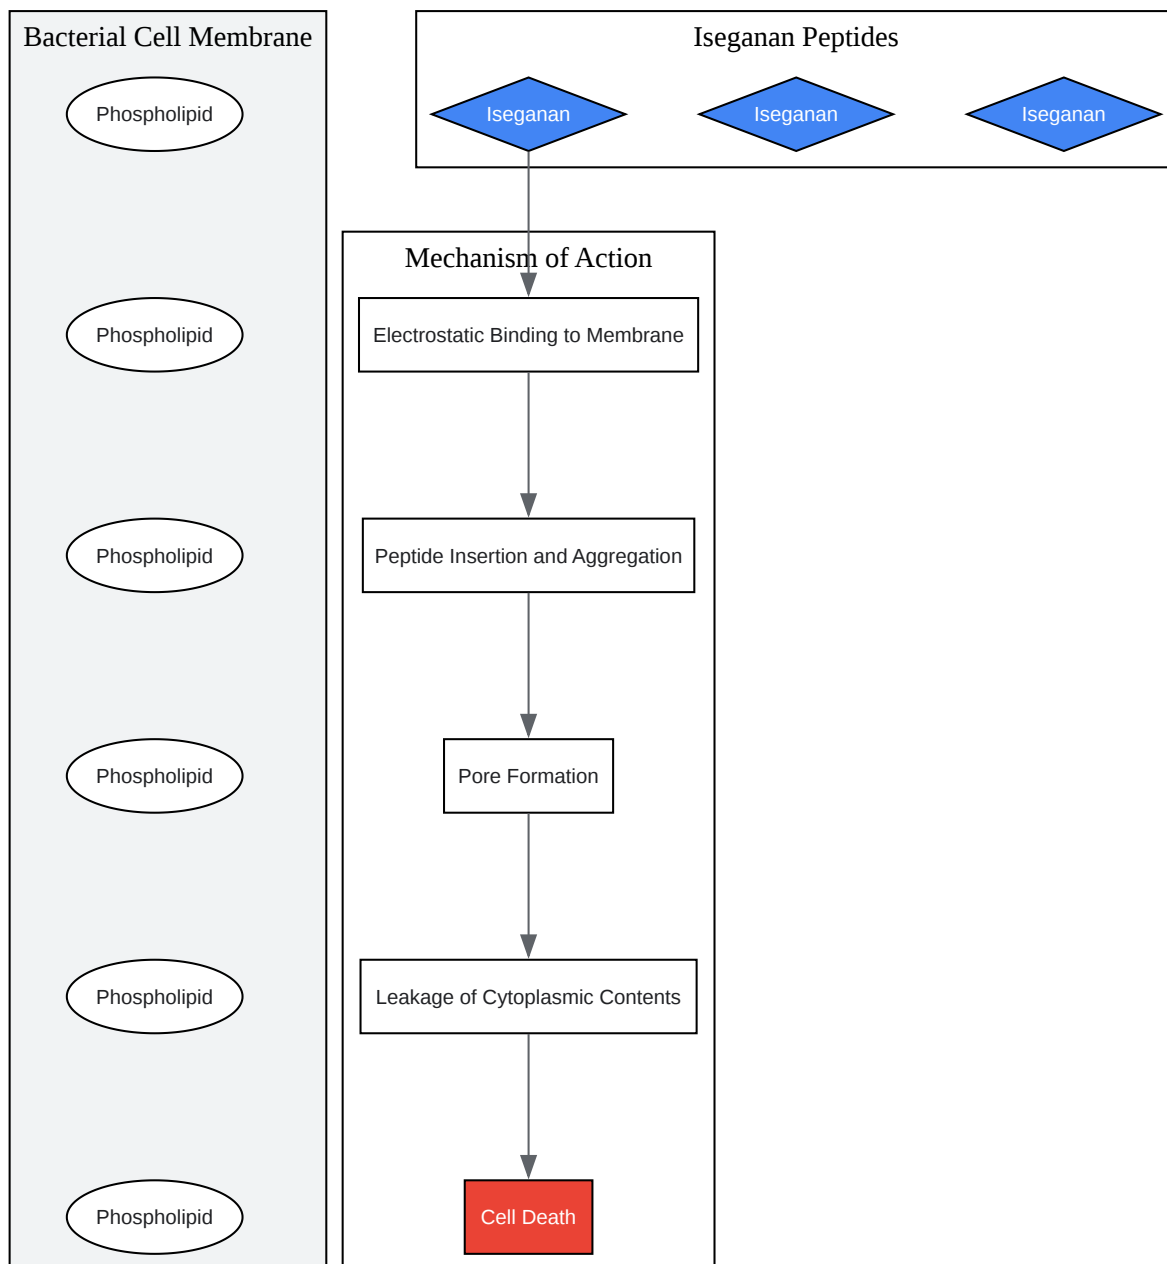 Bacterial Cell Membrane
Phospholipid
Phospholipid
Phospholipid
Phospholipid
Phospholipid
Phospholipid
Iseganan Peptides
Iseganan
Iseganan
Iseganan
Mechanism of Action
Electrostatic Binding to Membrane
Peptide Insertion and Aggregation
Pore Formation
Leakage of Cytoplasmic Contents
Cell Death